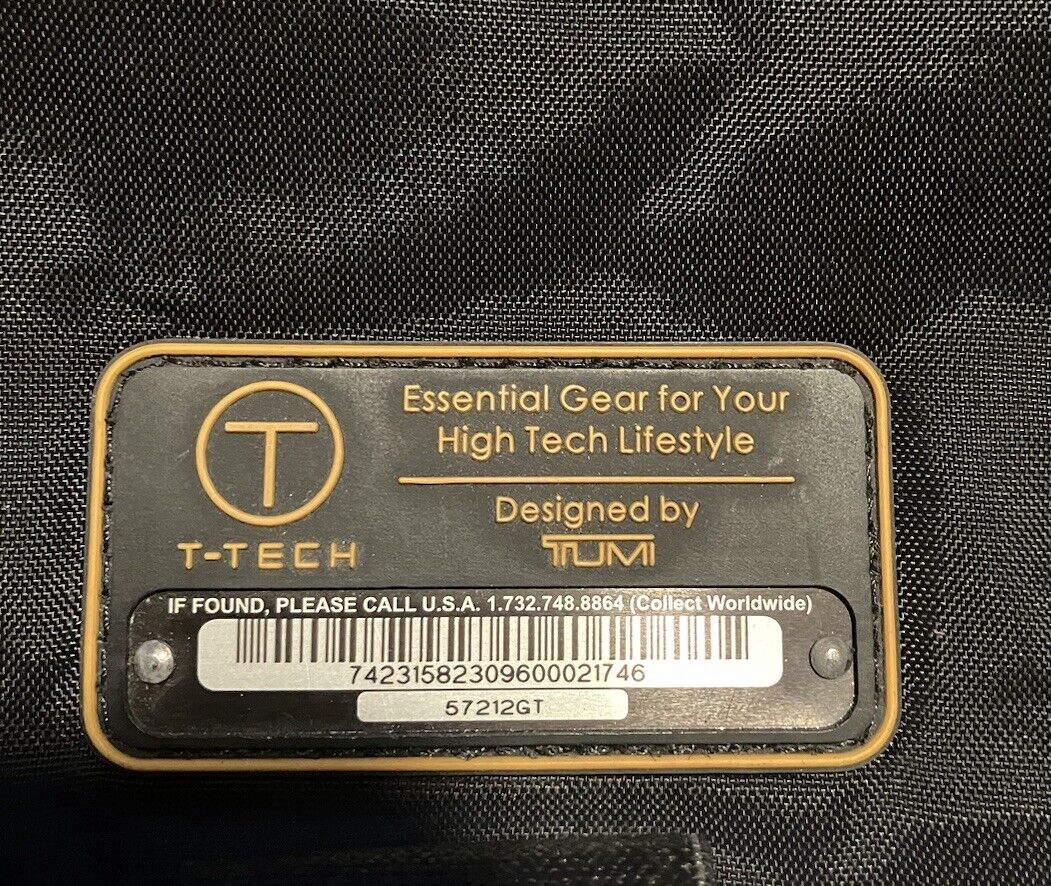 T
T-TECH
Essential Gear for Your
High Tech Lifestyle
Designed by
TUMI
IF FOUND, PLEASE CALL U.S.A. 1.732.748.8864 (Collect Worldwide)
74231582309600021746
57212GT